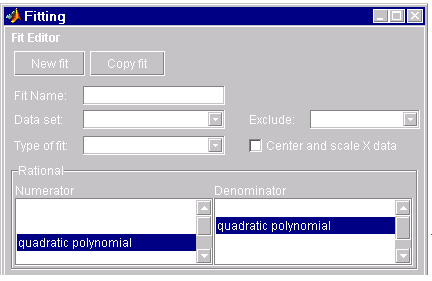 Fitting
Fit Editor
New fit Copy fit
Fit Name:
Data set: Exclude:
Type of fit: Center and scale X data
Rational
Numerator Denominator
quadratic polynomial
quadratic polynomial